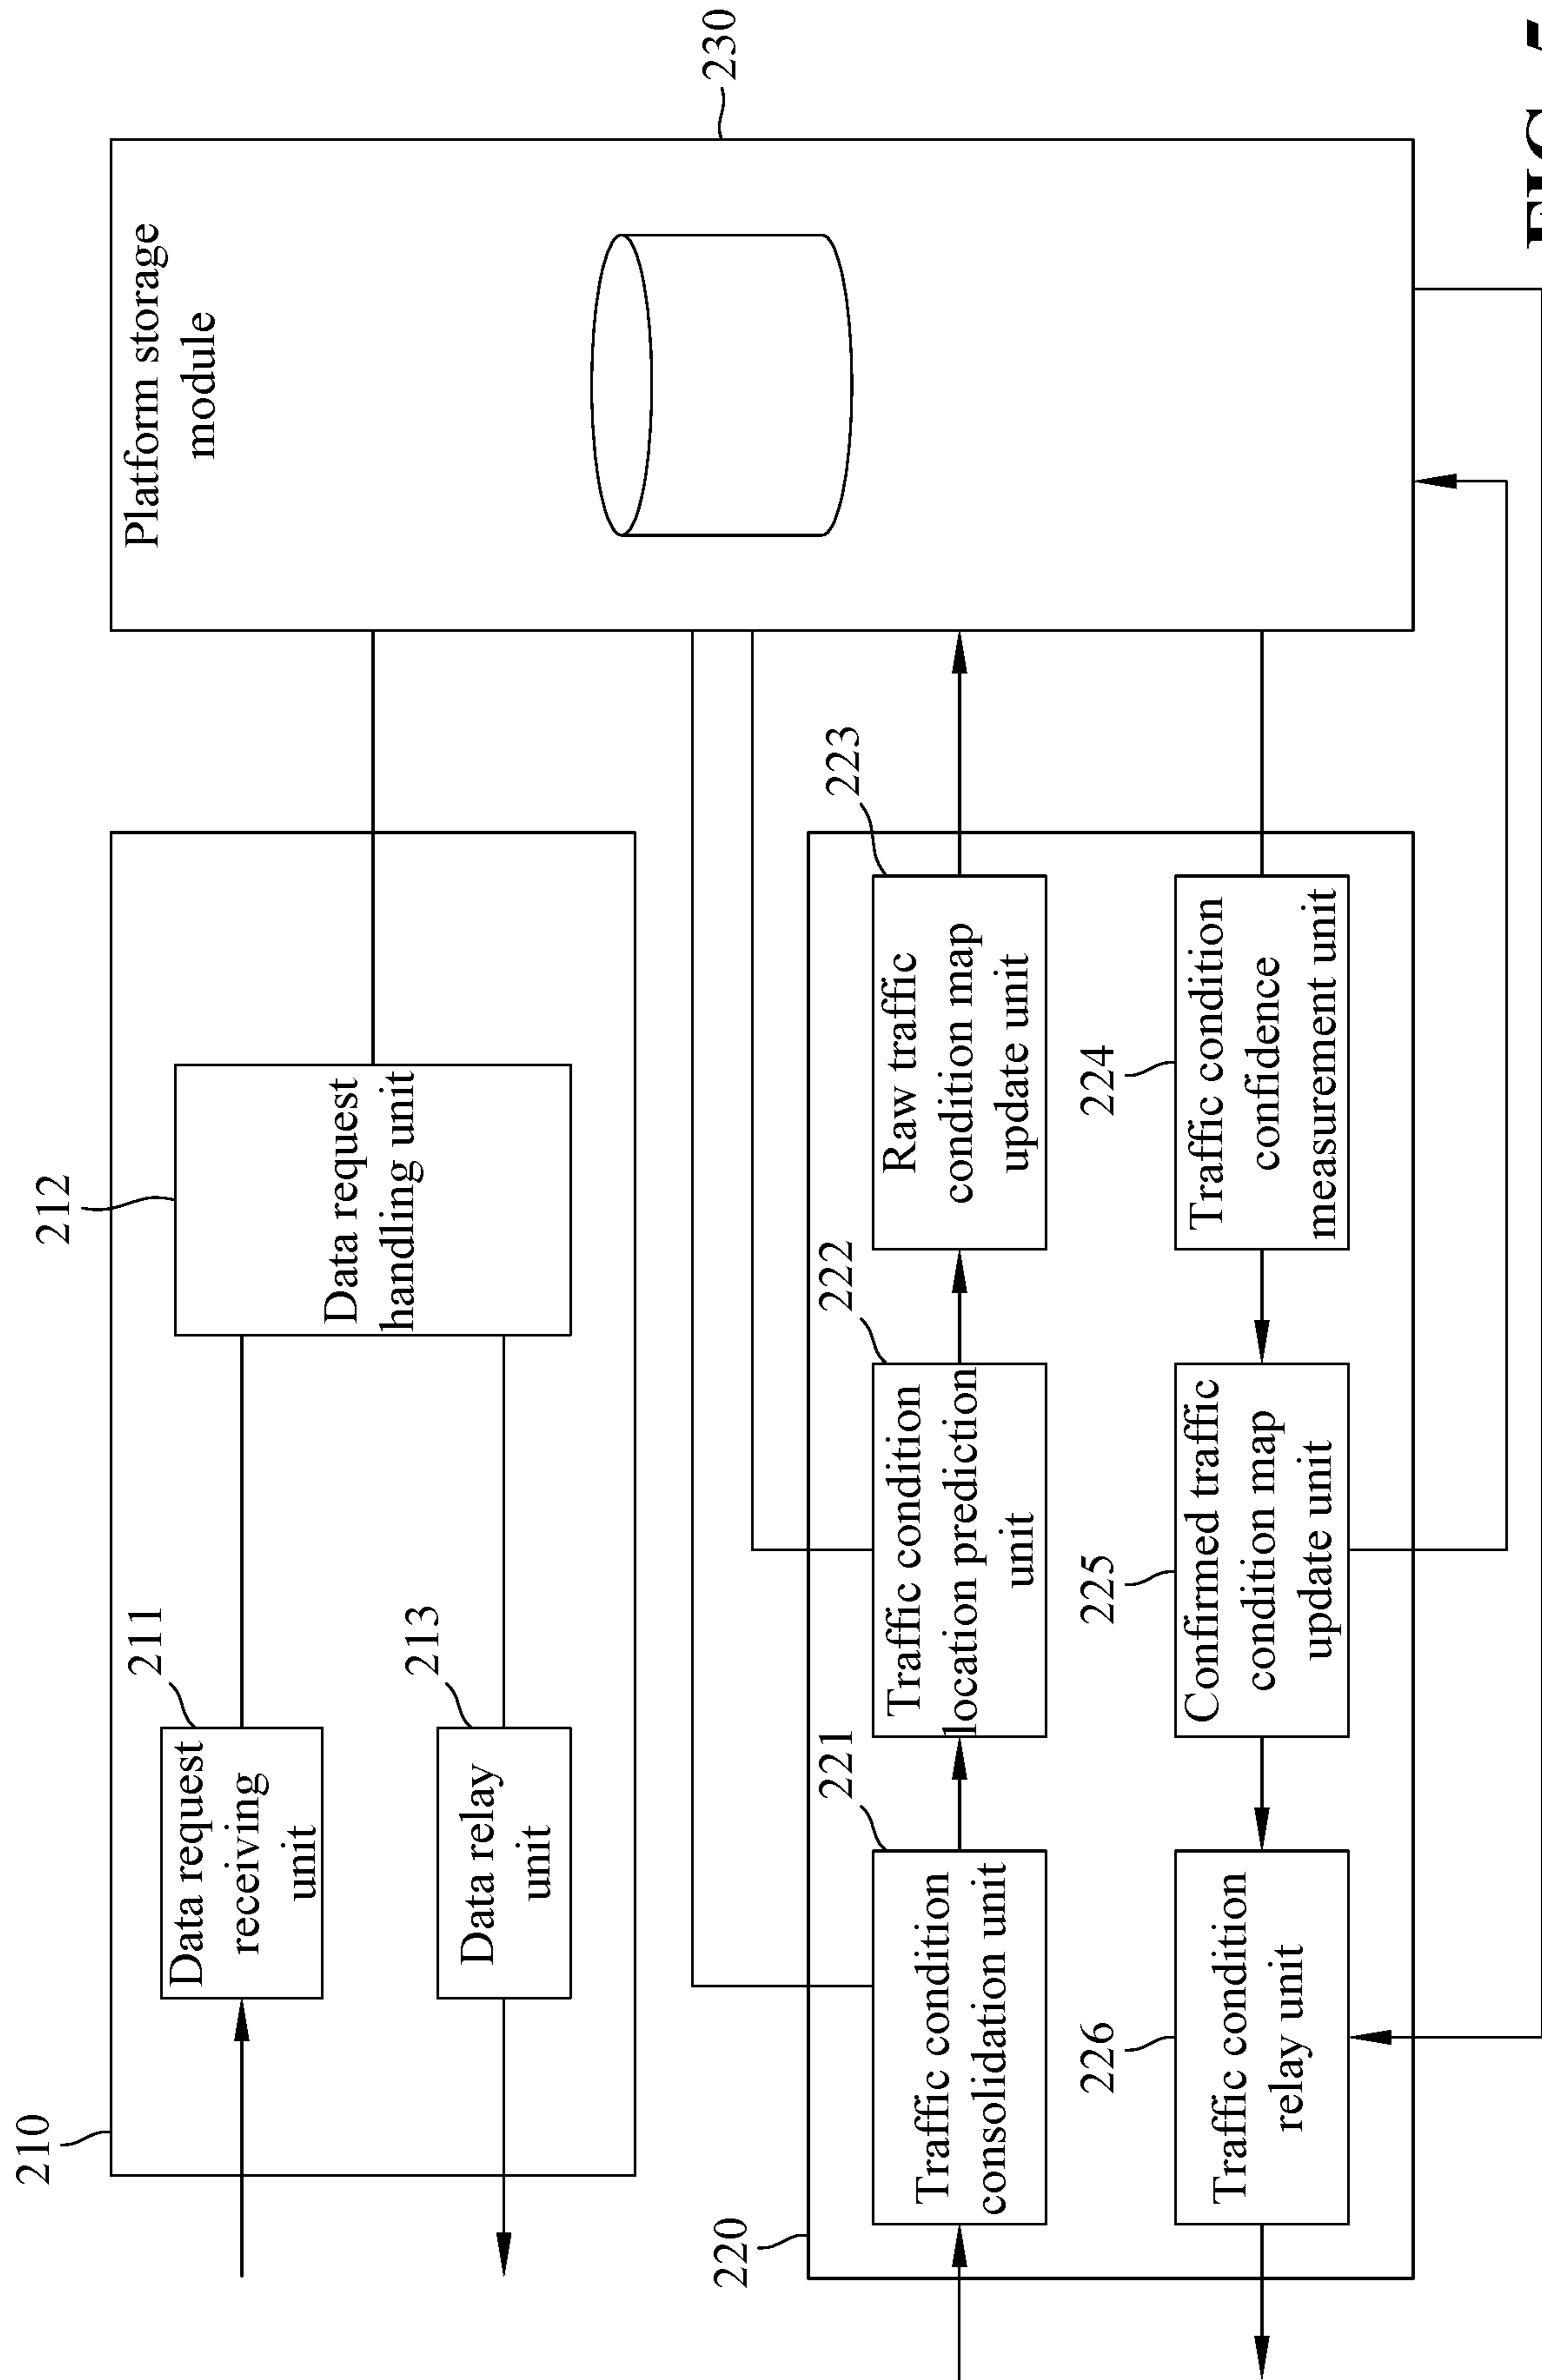 210
212
211
213
Data request
receiving
unit
Data relay
unit
Data request
handling unit
Platform storage
module
230
220
221
222
223
Traffic condition
consolidation unit
Traffic condition
location prediction
unit
Raw traffic
condition map
update unit
226
225
224
Traffic condition
relay unit
Confirmed traffic
condition map
update unit
Traffic condition
confidence
measurement unit
FIG. 5